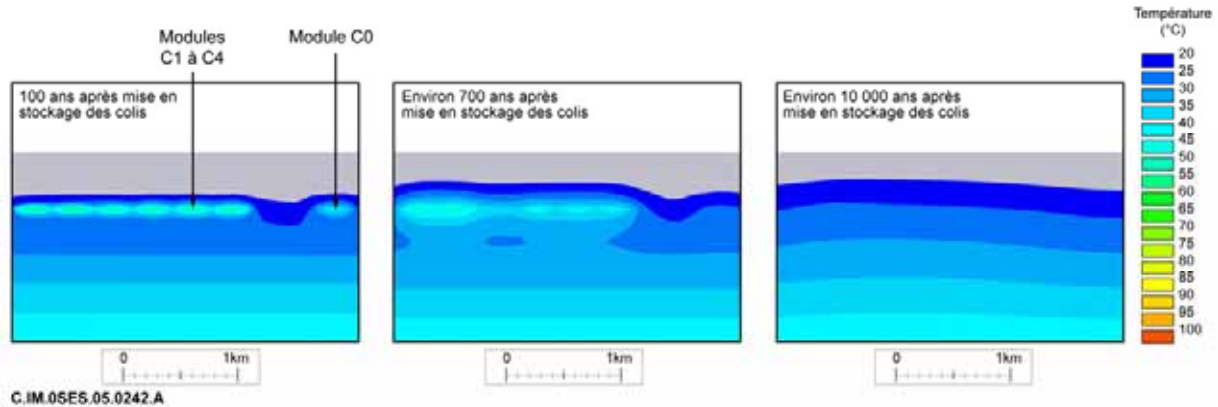 Modules
C1 à C4
Module C0
100 ans après mise en
stockage des colis
Environ 700 ans après
mise en stockage des colis
Environ 10 000 ans après
mise en stockage des colis
Température
(°C)
20
25
30
35
40
45
50
55
60
65
70
75
80
85
90
95
100
0 1km
0 1km
0 1km
C.IM.0SES.05.0242.A